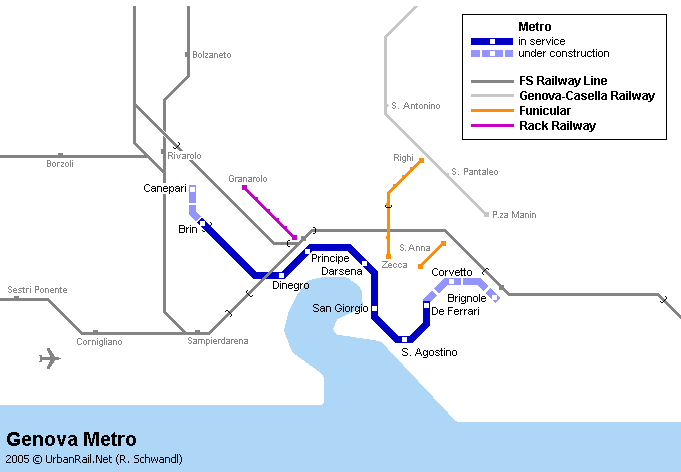 Metro
in service
under construction
FS Railway Line
Genova-Casella Railway
Funicular
Rack Railway
Bolzaneto
S. Antonino
Rivarolo
Borzoli
Righi
S. Pantaleo
Granarolo
Canepari
P.za Manin
Brin
S. Anna
Principe
Zecca
Darsena
Corvetto
Dinegro
Sestri Ponente
Brignole
San Giorgio
De Ferrari
Cornigliano
Sampierdarena
S. Agostino
Genova Metro
2005 © UrbanRail.Net (R. Schwandl)